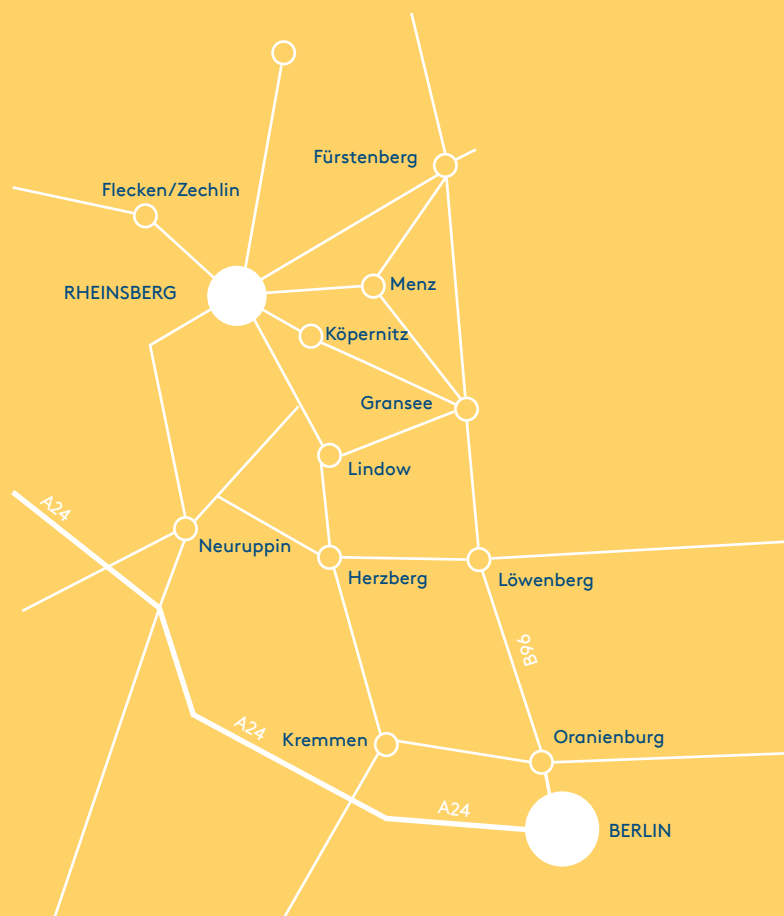 Fürstenberg
Flecken/Zechlin
Menz
RHEINSBERG
Köpernitz
Gransee
Lindow
A24
Neuruppin
Herzberg
Löwenberg
B96
A24
Kremmen
Oranienburg
A24
BERLIN